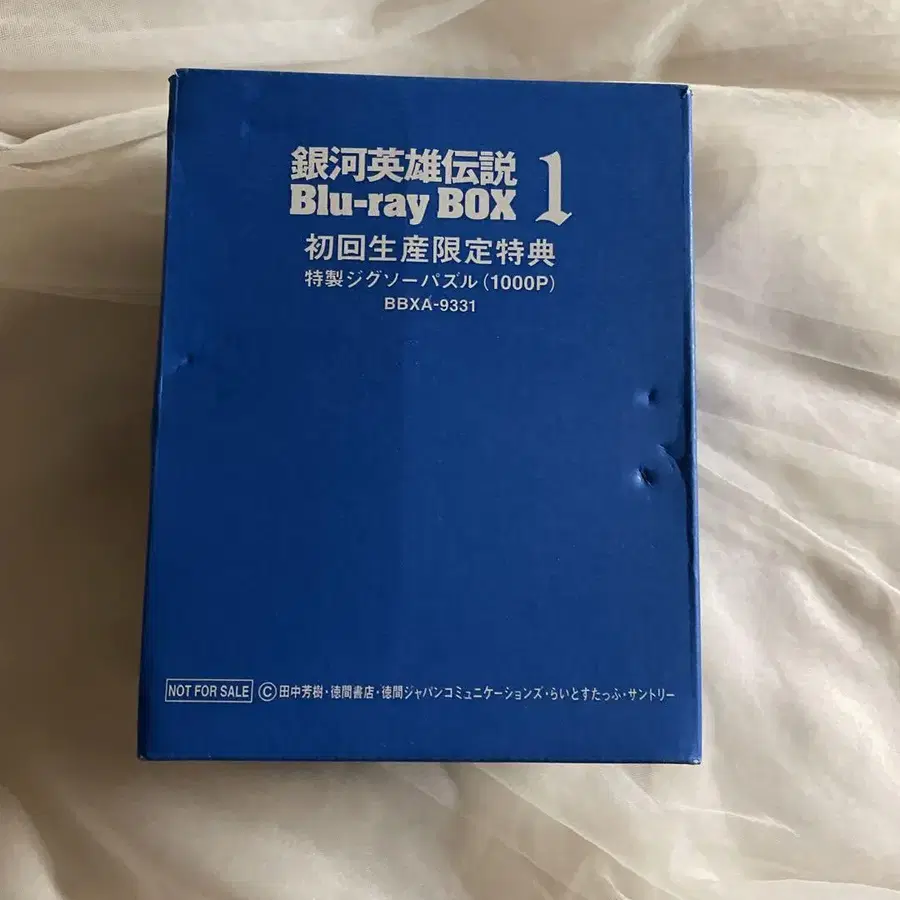 銀河英雄伝説
Blu-ray BOX 1
初回生産限定特典
特製ジグソーパズル(1000P)
BBXA-9331
NOT FOR SALE ©田中芳樹・徳間書店・徳間ジャパンコミュニケーションズ・らいとすたっふ・サントリー